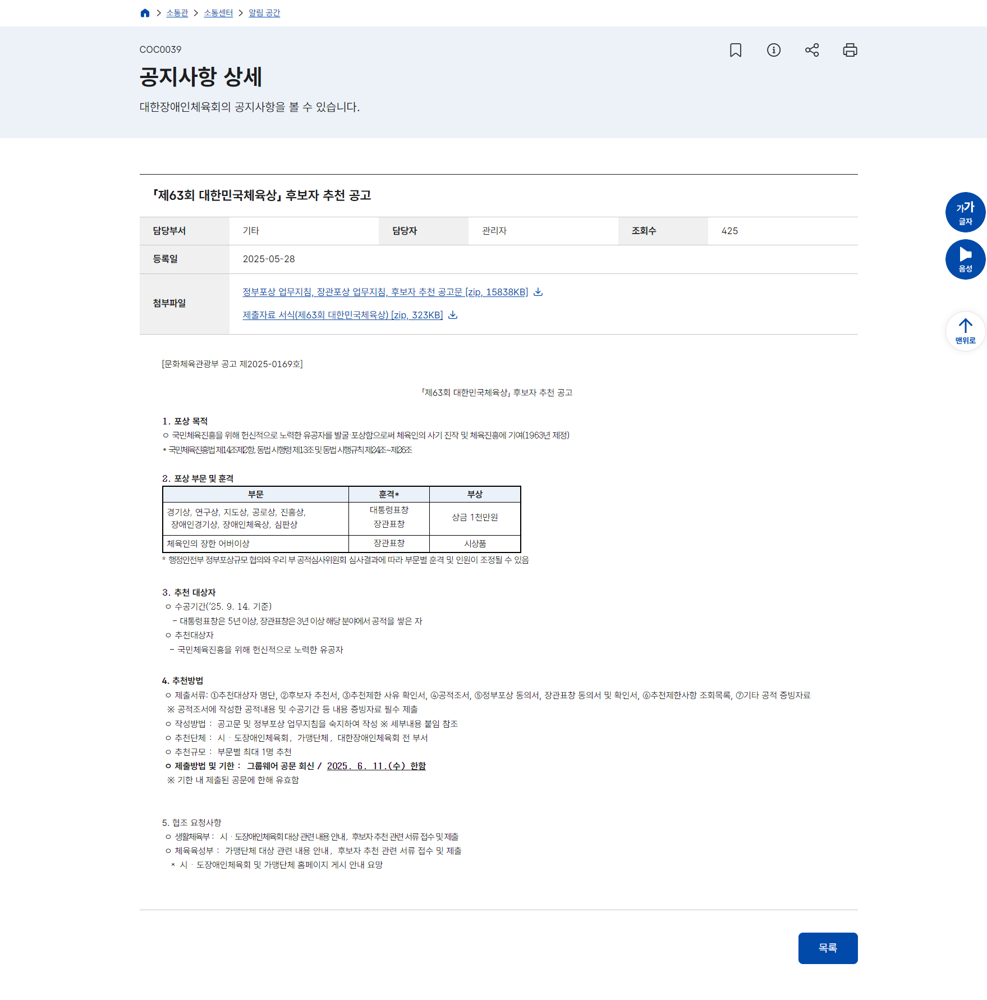 소통관 소통센터 알림 공간
COC0039
공지사항 상세
대한장애인체육회의 공지사항을 볼 수 있습니다.
「제63회 대한민국체육상」 후보자 추천 공고
담당부서 기타 담당자 관리자 조회수 425
등록일 2025-05-28
첨부파일
정부포상 업무지침, 장관포상 업무지침, 후보자 추천 공고문 [zip, 15838KB]
제출자료 서식(제63회 대한민국체육상) [zip, 323KB]
가가
글자
음성
맨위로
[문화체육관광부 공고 제2025-0169호]
「제63회 대한민국체육상」 후보자 추천 공고
1. 포상 목적
ㅇ 국민체육진흥을 위해 헌신적으로 노력한 유공자를 발굴·포상함으로써 체육인의 사기 진작 및 체육진흥에 기여(1963년 제정)
* 국민체육진흥법 제14조제2항, 동법 시행령 제13조 및 동법 시행규칙 제24조~제26조
2. 포상 부문 및 훈격
부문 훈격* 부상
경기상, 연구상, 지도상, 공로상, 진흥상,
장애인경기상, 장애인체육상, 심판상
대통령표창
장관표창
상금 1천만원
체육인의 장한 어버이상 장관표창 시상품
* 행정안전부 정부포상규모 협의와 우리 부 공적심사위원회 심사결과에 따라 부문별 훈격 및 인원이 조정될 수 있음
3. 추천 대상자
ㅇ 수공기간('25. 9. 14. 기준)
- 대통령표창은 5년 이상, 장관표창은 3년 이상 해당 분야에서 공적을 쌓은 자
ㅇ 추천대상자
- 국민체육진흥을 위해 헌신적으로 노력한 유공자
4. 추천방법
ㅇ 제출서류: ①추천대상자 명단, ②후보자 추천서, ③추천제한 사유 확인서, ④공적조서, ⑤정부포상 동의서, 장관표창 동의서 및 확인서, ⑥추천제한사항 조회목록, ⑦기타 공적 증빙자료
※ 공적조서에 작성한 공적내용 및 수공기간 등 내용 증빙자료 필수 제출
ㅇ 작성방법 : 공고문 및 정부포상 업무지침을 숙지하여 작성 ※ 세부내용 붙임 참조
ㅇ 추천단체 : 시·도장애인체육회, 가맹단체, 대한장애인체육회 전 부서
ㅇ 추천규모 : 부문별 최대 1명 추천
ㅇ 제출방법 및 기한 : 그룹웨어 공문 회신 / 2025. 6. 11.(수) 한함
※ 기한 내 제출된 공문에 한해 유효함
5. 협조 요청사항
ㅇ 생활체육부 : 시·도장애인체육회 대상 관련 내용 안내, 후보자 추천 관련 서류 접수 및 제출
ㅇ 체육육성부 : 가맹단체 대상 관련 내용 안내, 후보자 추천 관련 서류 접수 및 제출
* 시·도장애인체육회 및 가맹단체 홈페이지 게시 안내 요망
목록